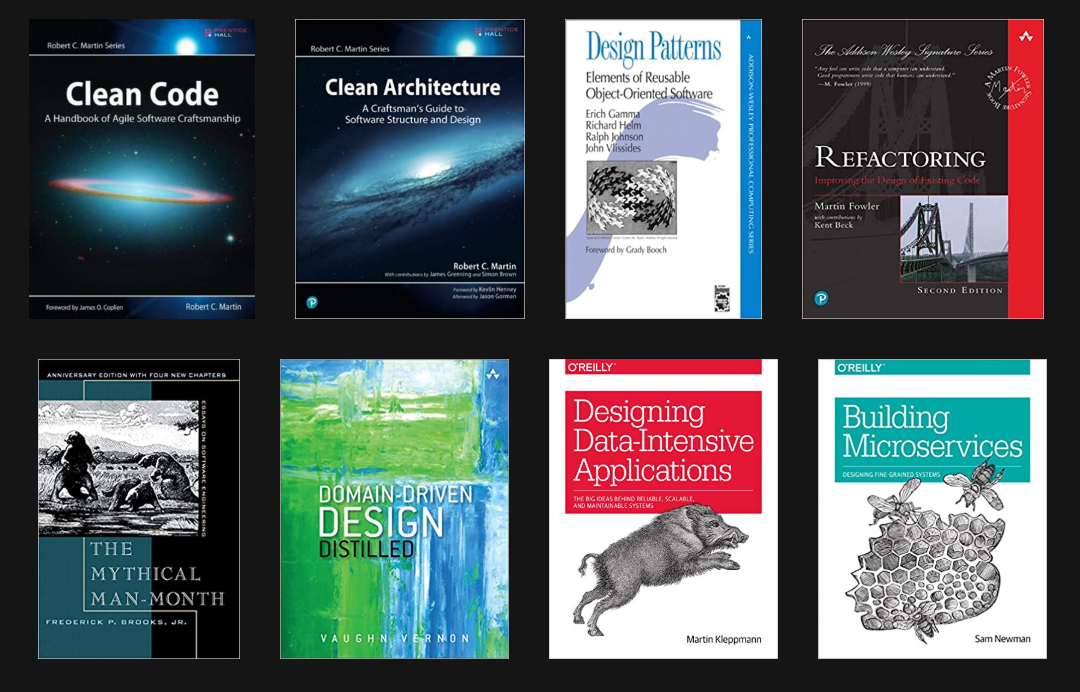 Robert C. Martin Series
PRENTICE
HALL
Clean Code
A Handbook of Agile Software Craftsmanship
Foreword by James O. Coplien
Robert C. Martin
Robert C. Martin Series
PRENTICE
HALL
Clean Architecture
A Craftsman's Guide to
Software Structure and Design
Robert C. Martin
With contributions by James Grenning and Simon Brown
Foreword by Kevlin Henney
Afterword by Jason Gorman
P
Design Patterns
Elements of Reusable
Object-Oriented Software
Erich Gamma
Richard Helm
Ralph Johnson
John Vlissides
Foreword by Grady Booch
ADDISON-WESLEY PROFESSIONAL COMPUTING SERIES
The Addison-Wesley Signature Series
"Any fool can write code that a computer can understand.
Good programmers write code that humans can understand."
—M. Fowler (1999)
A MARTIN FOWLER SIGNATURE BOOK
REFACTORING
Improving the Design of Existing Code
Martin Fowler
with contributions by
Kent Beck
P
SECOND EDITION
ANNIVERSARY EDITION WITH FOUR NEW CHAPTERS
ESSAYS ON SOFTWARE ENGINEERING
THE
MYTHICAL
MAN-MONTH
FREDERICK P. BROOKS, JR.
DOMAIN-DRIVEN
DESIGN
DISTILLED
VAUGHN VERNON
O'REILLY®
Designing
Data-Intensive
Applications
THE BIG IDEAS BEHIND RELIABLE, SCALABLE,
AND MAINTAINABLE SYSTEMS
Martin Kleppmann
O'REILLY®
Building
Microservices
DESIGNING FINE-GRAINED SYSTEMS
Sam Newman